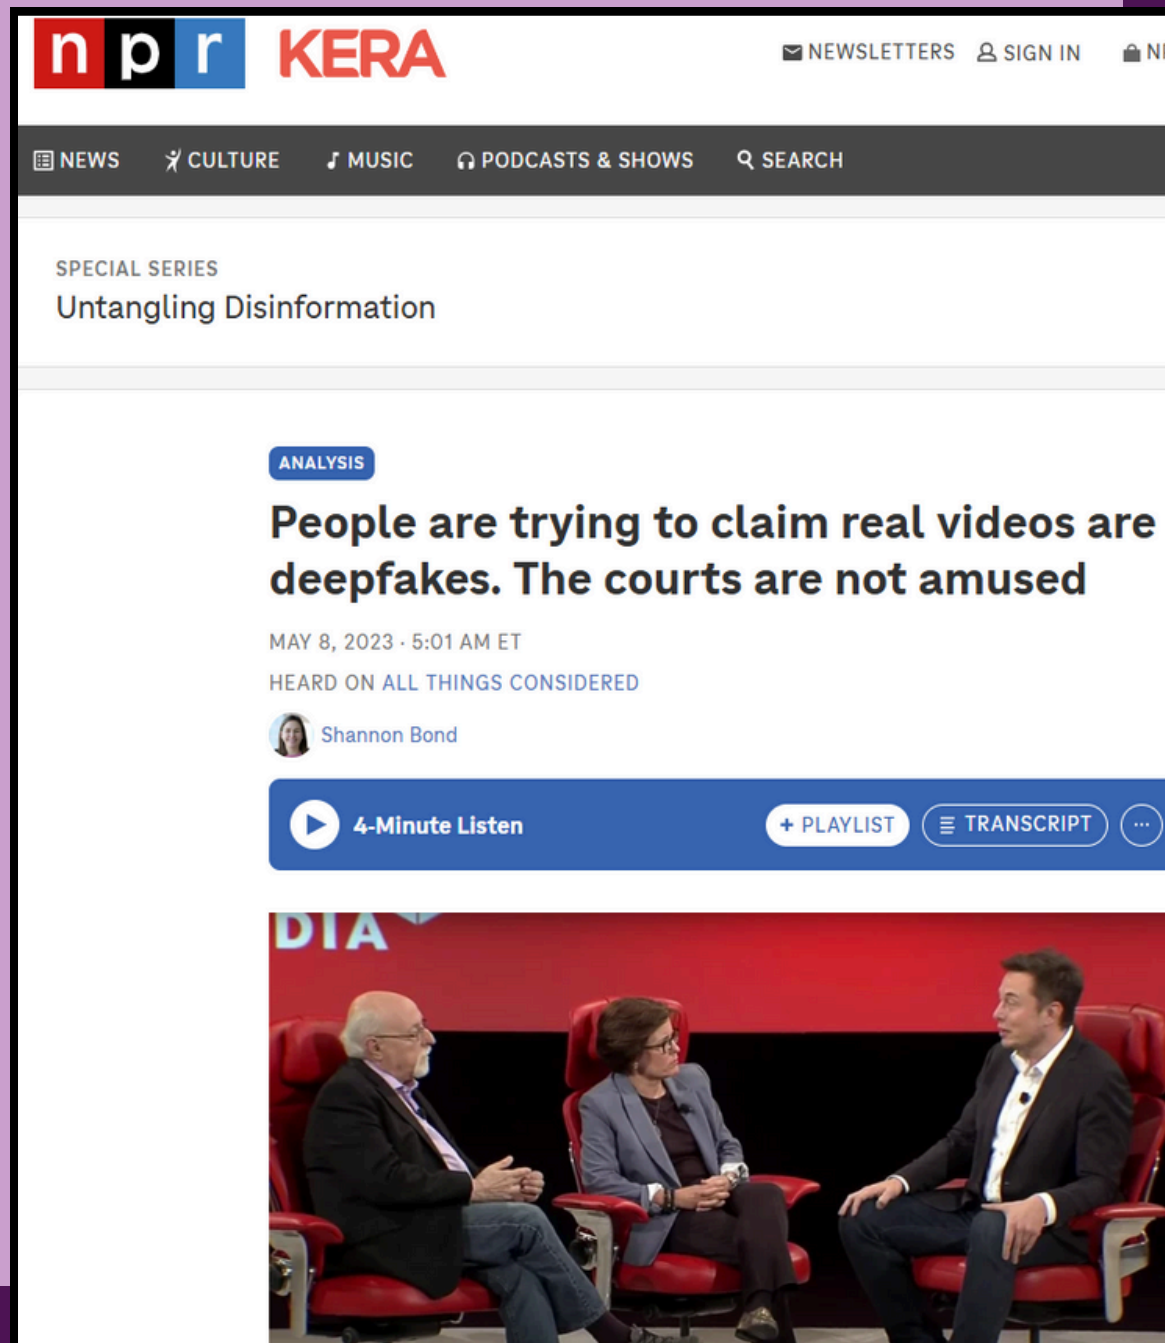 npr KERA NEWSLETTERS SIGN IN
NEWS CULTURE MUSIC PODCASTS & SHOWS SEARCH
SPECIAL SERIES
Untangling Disinformation
ANALYSIS
People are trying to claim real videos are
deepfakes. The courts are not amused
MAY 8, 2023 · 5:01 AM ET
HEARD ON ALL THINGS CONSIDERED
Shannon Bond
4-Minute Listen + PLAYLIST TRANSCRIPT ...
DIA